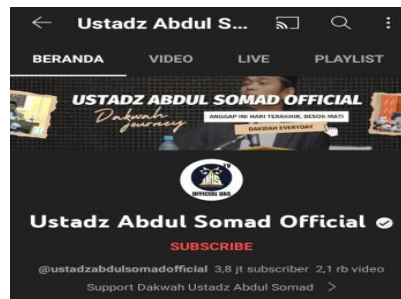 Ustadz Abdul S...
BERANDA VIDEO LIVE PLAYLIST
USTADZ ABDUL SOMAD OFFICIAL
Dakwah journey
ANGGAP INI HARI TERAKHIR, BESOK MATI
DAKWAH EVERYDAY
TV
OFFICIAL UAS
Ustadz Abdul Somad Official
SUBSCRIBE
@ustadzabdulsomadofficial 3,8 jt subscriber 2,1 rb video
Support Dakwah Ustadz Abdul Somad >